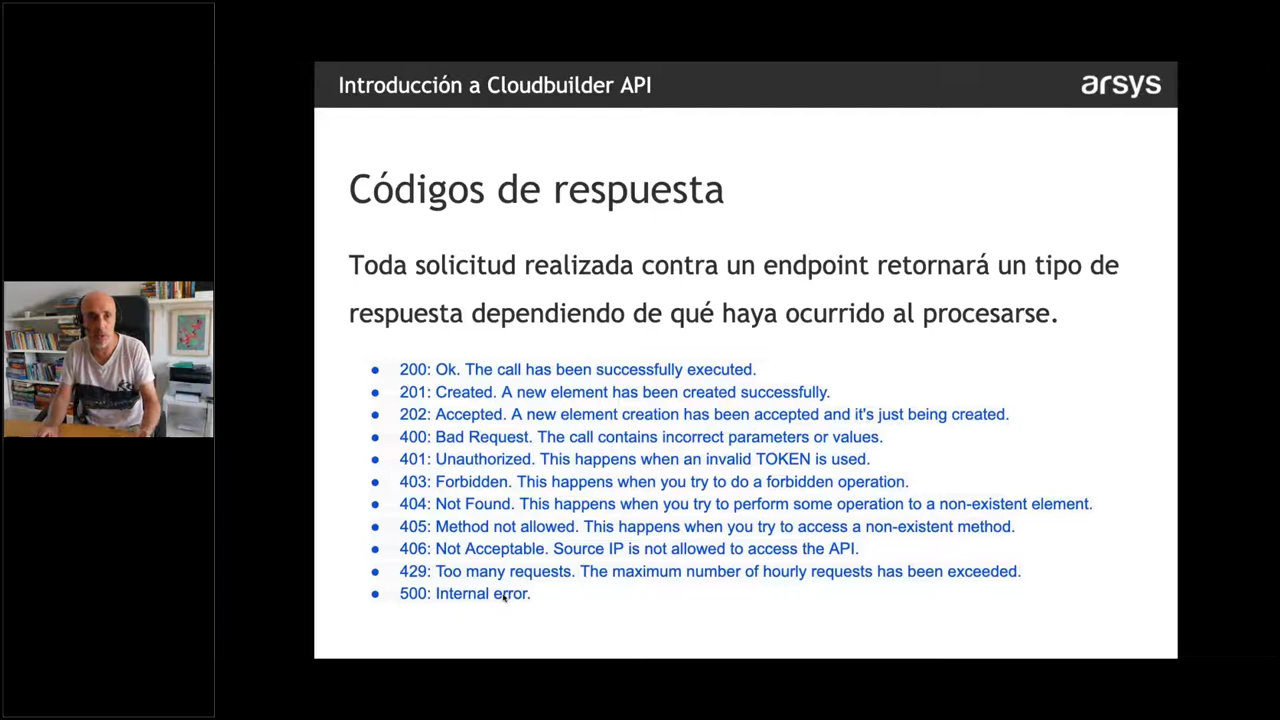 Introducción a Cloudbuilder API
arsys
Códigos de respuesta
Toda solicitud realizada contra un endpoint retornará un tipo de
respuesta dependiendo de qué haya ocurrido al procesarse.
● 200: Ok. The call has been successfully executed.
● 201: Created. A new element has been created successfully.
● 202: Accepted. A new element creation has been accepted and it's just being created.
● 400: Bad Request. The call contains incorrect parameters or values.
● 401: Unauthorized. This happens when an invalid TOKEN is used.
● 403: Forbidden. This happens when you try to do a forbidden operation.
● 404: Not Found. This happens when you try to perform some operation to a non-existent element.
● 405: Method not allowed. This happens when you try to access a non-existent method.
● 406: Not Acceptable. Source IP is not allowed to access the API.
● 429: Too many requests. The maximum number of hourly requests has been exceeded.
● 500: Internal error.